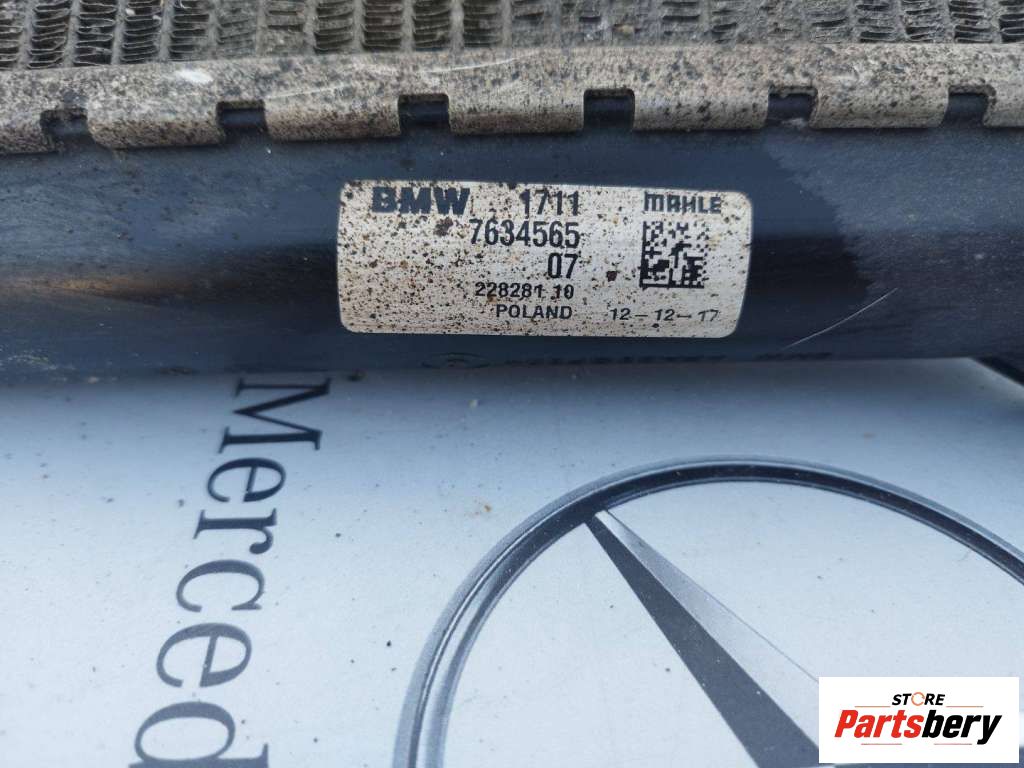 BMW 1711 MAHLE
7634565
07
228281 10
POLAND 12-12-17
Merced
STORE
Partsbery